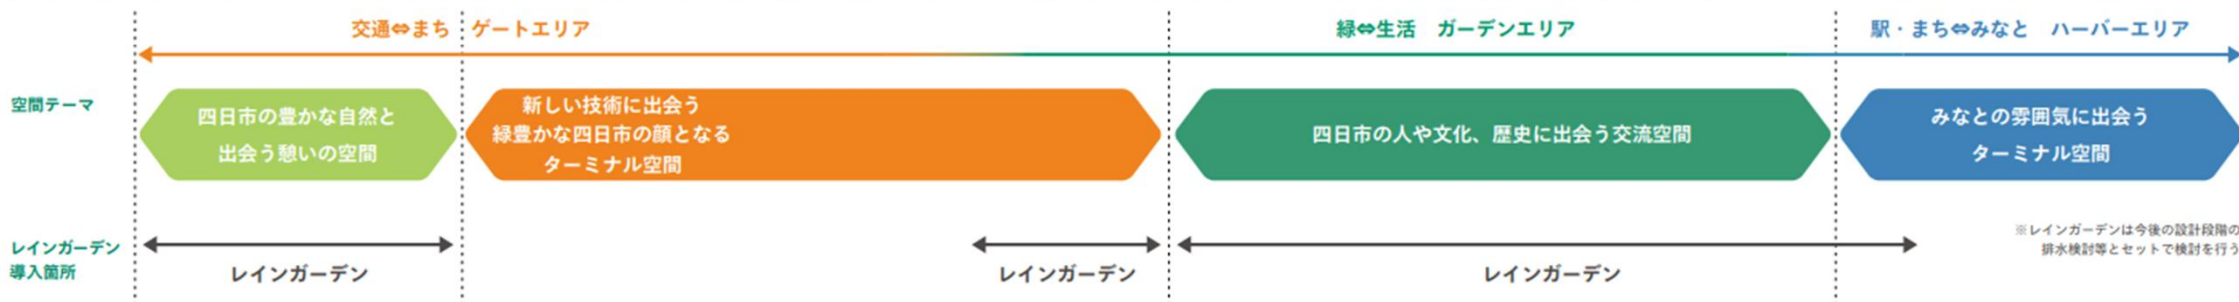 交通⇔まち ゲートエリア
緑⇔生活 ガーデンエリア
駅・まち⇔みなと ハーバーエリア
空間テーマ
四日市の豊かな自然と
出会う憩いの空間
新しい技術に出会う
緑豊かな四日市の顔となる
ターミナル空間
四日市の人や文化、歴史に出会う交流空間
みなとの雰囲気に出会う
ターミナル空間
レインガーデン
導入箇所
レインガーデン
レインガーデン
レインガーデン
※レインガーデンは今後の設計段階の
排水検討等とセットで検討を行う